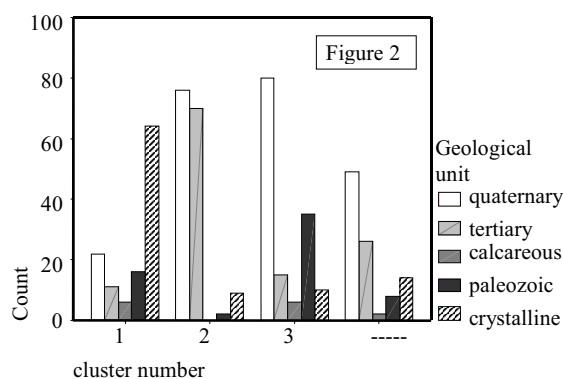 100
80
60
40
20
0
Count
Figure 2
1 2 3 -----
cluster number
Geological
unit
quaternary
tertiary
calcareous
paleozoic
crystalline